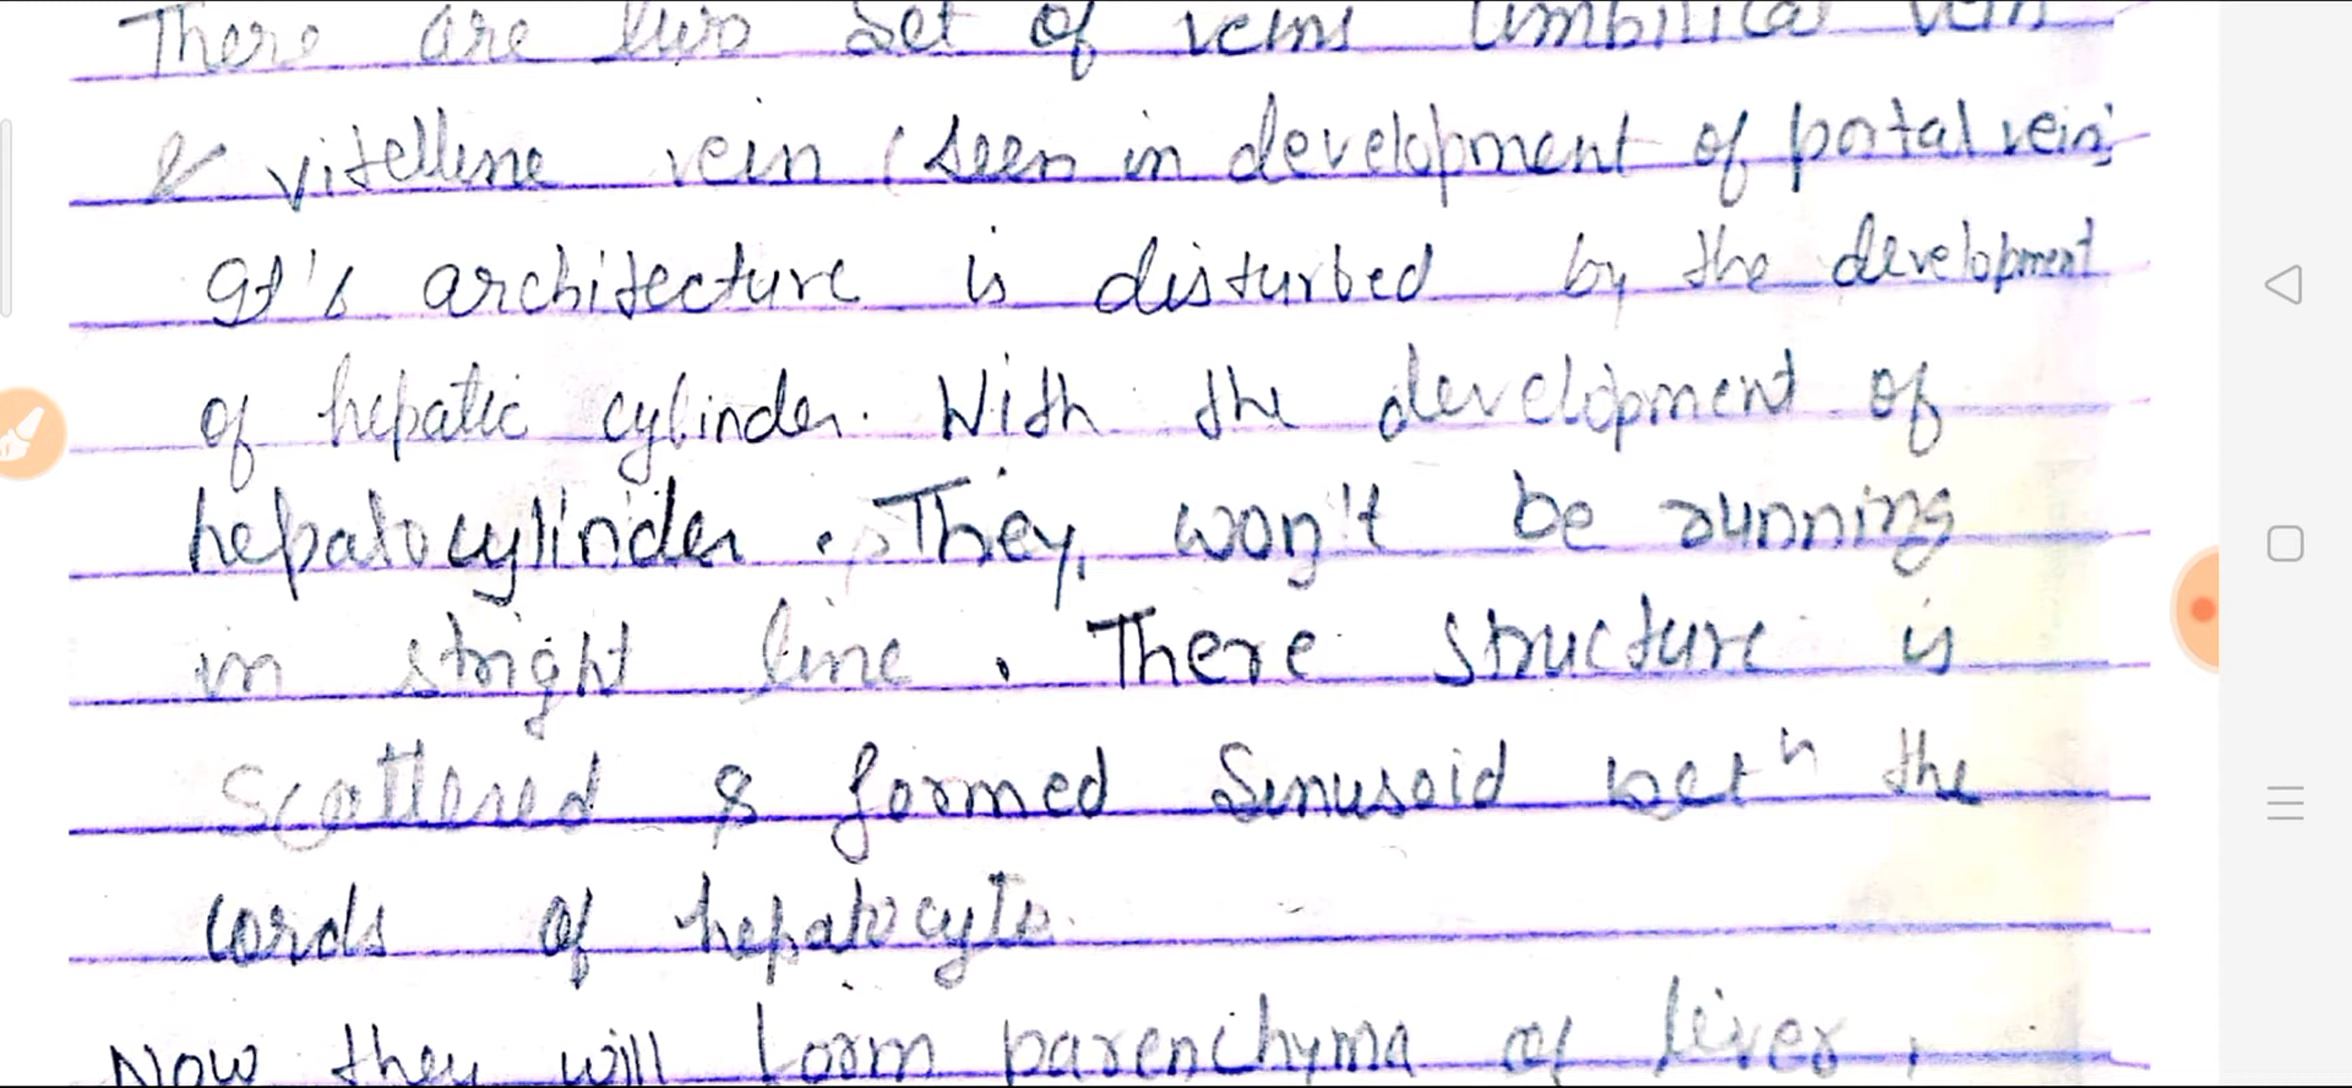 There are two set of veins Umbilical vein
& vitelline vein (seen in development of portal vein)
It's architecture is disturbed by the development
of hepatic cylinder. With the development of
hepatocylinder. They, won't be running
in stright line. There structure is
Scattered & formed Sinusoid betn the
cords of hepatocyte.
Now they will form parenchyma of liver,